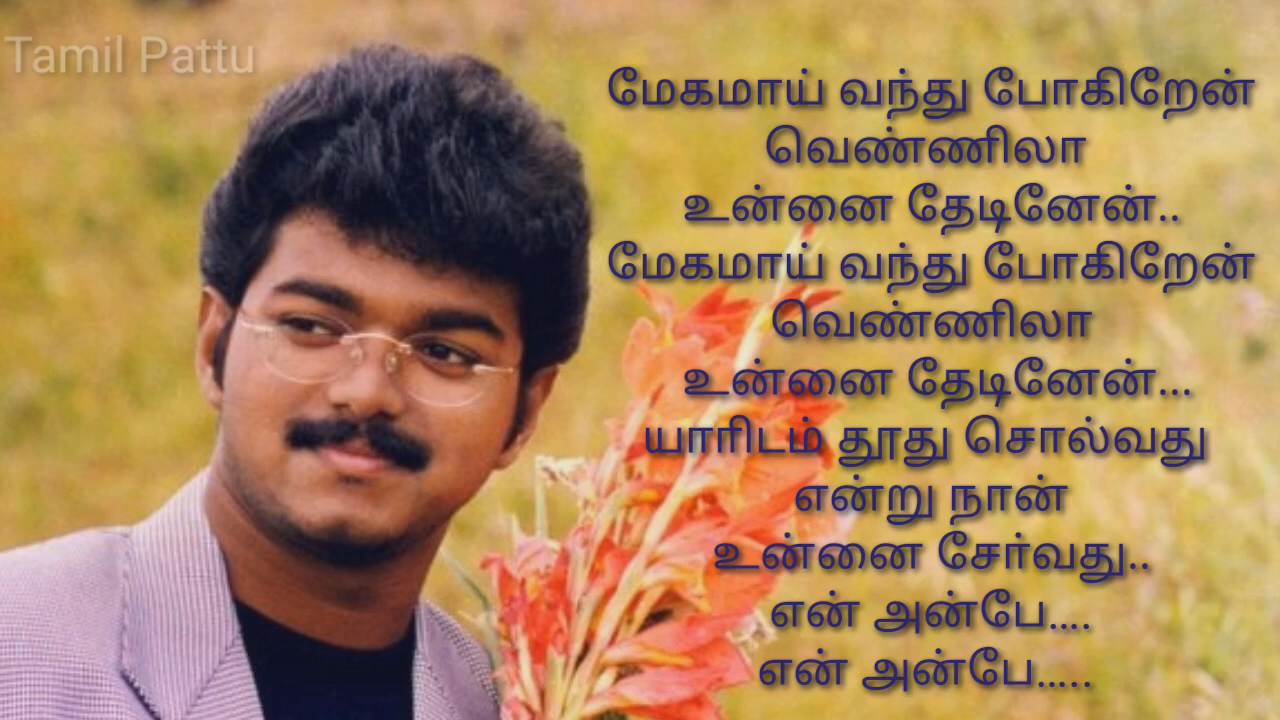 Tamil Pattu
மேகமாய் வந்து போகிறேன்
வெண்ணிலா
உன்னை தேடினேன்..
மேகமாய் வந்து போகிறேன்
வெண்ணிலா
உன்னை தேடினேன்...
யாரிடம் தூது சொல்வது
என்று நான்
உன்னை சேர்வது..
என் அன்பே....
என் அன்பே.....